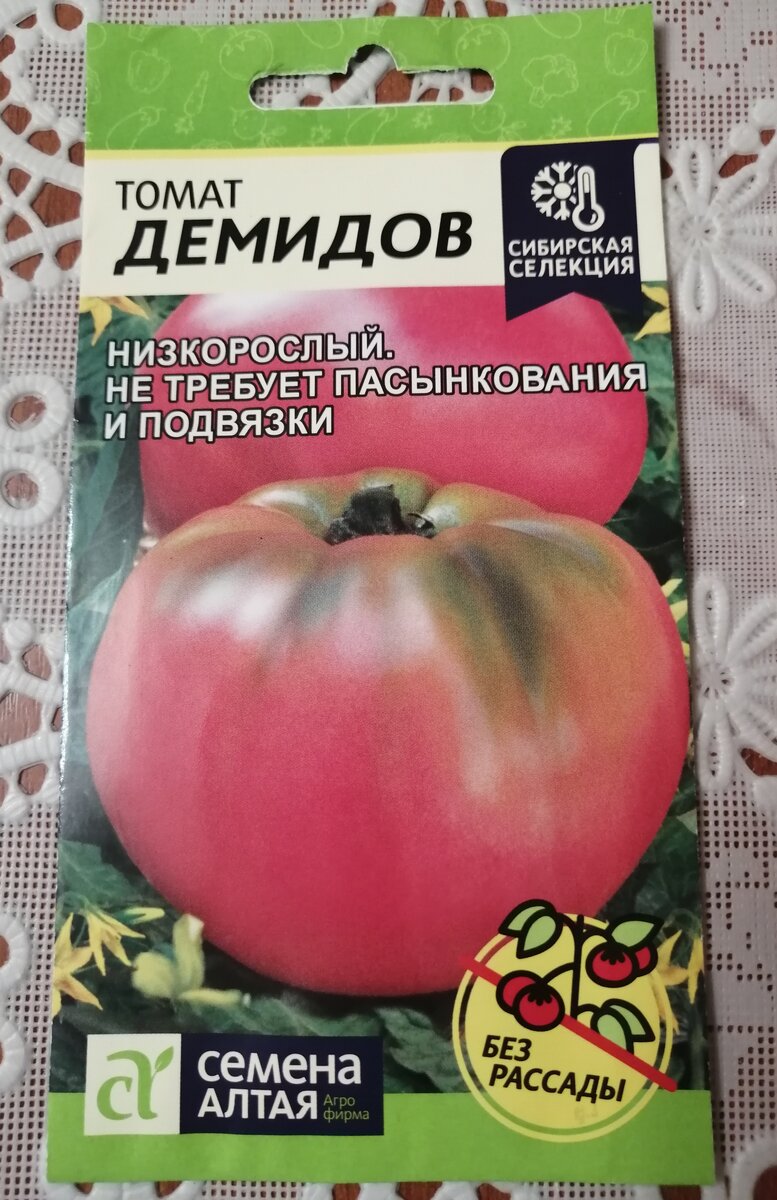 ТОМАТ
ДЕМИДОВ
СИБИРСКАЯ
СЕЛЕКЦИЯ
НИЗКОРОСЛЫЙ.
НЕ ТРЕБУЕТ ПАСЫНКОВАНИЯ
И ПОДВЯЗКИ
БЕЗ
РАССАДЫ
семена
АЛТАЯ
Агро
фирма